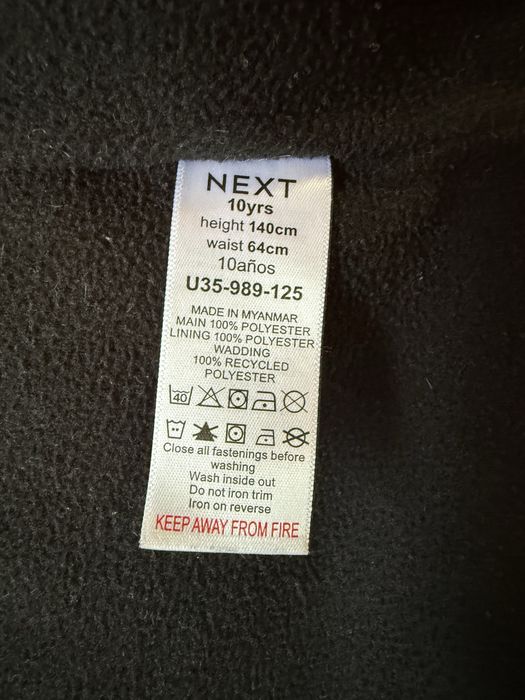 NEXT
10yrs
height 140cm
waist 64cm
10años
U35-989-125
MADE IN MYANMAR
MAIN 100% POLYESTER
LINING 100% POLYESTER
WADDING
100% RECYCLED
POLYESTER
40
Close all fastenings before
washing
Wash inside out
Do not iron trim
Iron on reverse
KEEP AWAY FROM FIRE